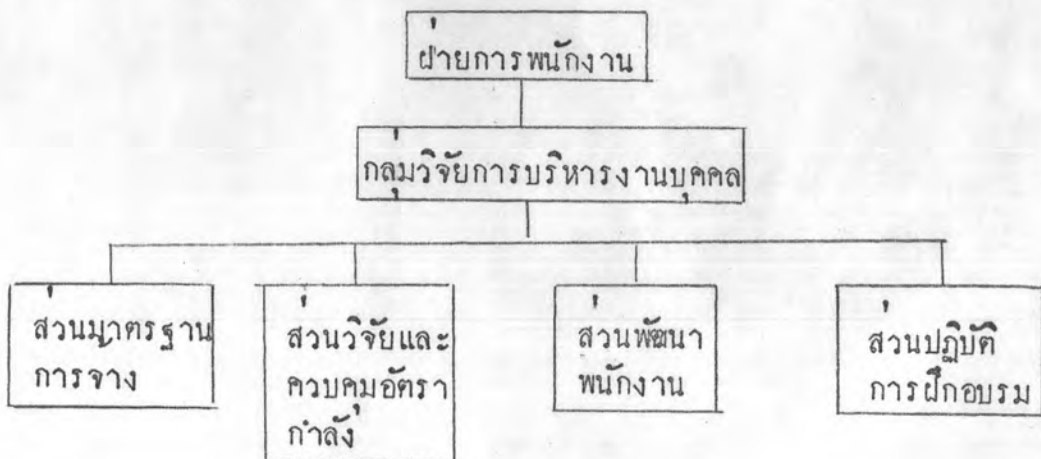 ฝ่ายการพนักงาน
กลุ่มวิจัยการบริหารงานบุคคล
ส่วนมาตรฐาน
การจ้าง
ส่วนวิจัยและ
ควบคุมอัตรา
กำลัง
ส่วนพัฒนา
พนักงาน
ส่วนปฏิบัติ
การฝึกอบรม